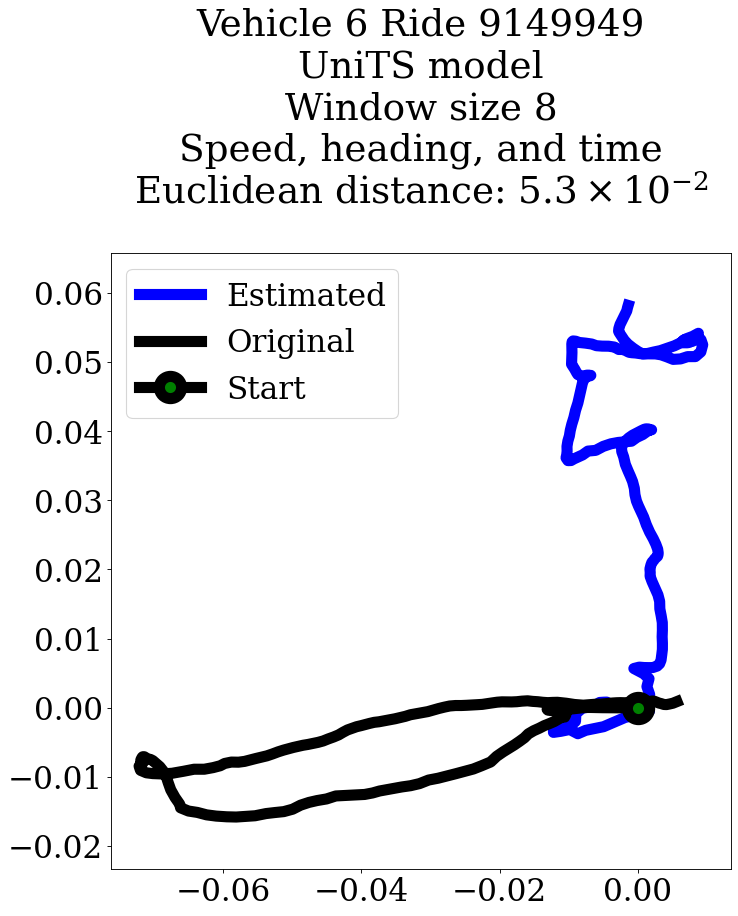 Vehicle 6 Ride 9149949
UniTS model
Window size 8
Speed, heading, and time
Euclidean distance: 5.3 × 10⁻²
Estimated
Original
Start
0.06
0.05
0.04
0.03
0.02
0.01
0.00
−0.01
−0.02
−0.06
−0.04
−0.02
0.00